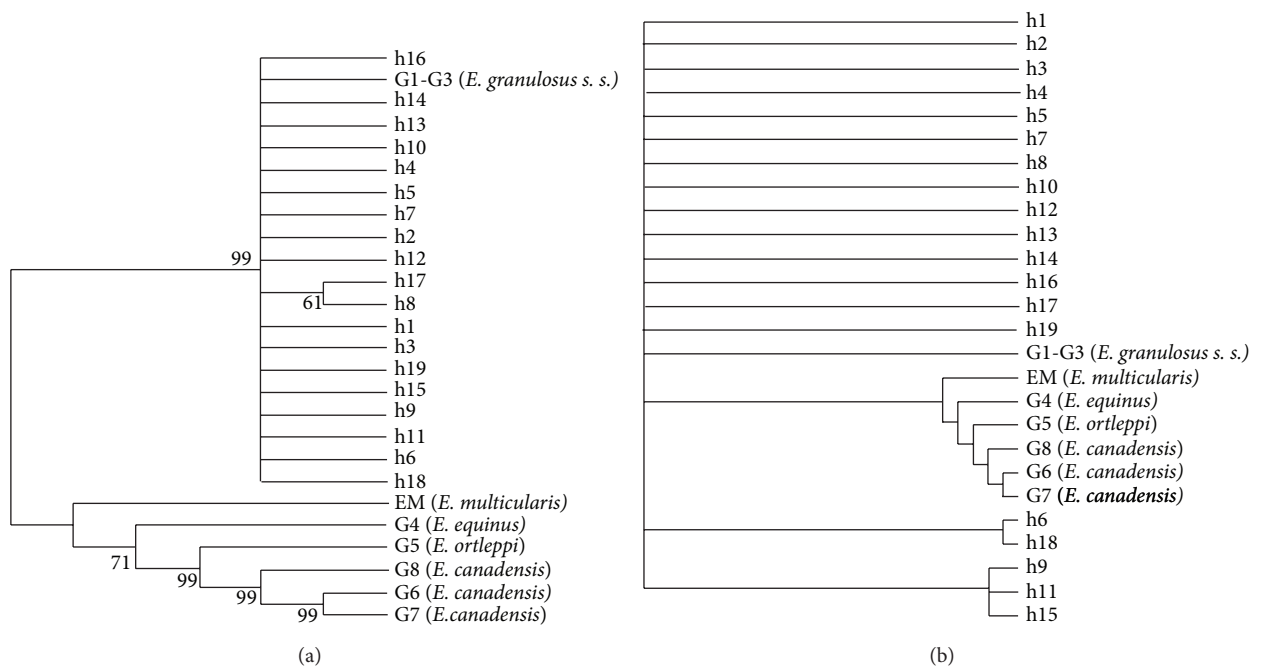 h16
G1-G3 (E. granulosus s. s.)
h14
h13
h10
h4
h5
h7
h2
99
h12
h17
61
h8
h1
h3
h19
h15
h9
h11
h6
h18
EM (E. multicularis)
G4 (E. equinus)
71
G5 (E. ortleppi)
99
G8 (E. canadensis)
99
G6 (E. canadensis)
99
G7 (E.canadensis)
(a)
h1
h2
h3
h4
h5
h7
h8
h10
h12
h13
h14
h16
h17
h19
G1-G3 (E. granulosus s. s.)
EM (E. multicularis)
G4 (E. equinus)
G5 (E. ortleppi)
G8 (E. canadensis)
G6 (E. canadensis)
G7 (E. canadensis)
h6
h18
h9
h11
h15
(b)